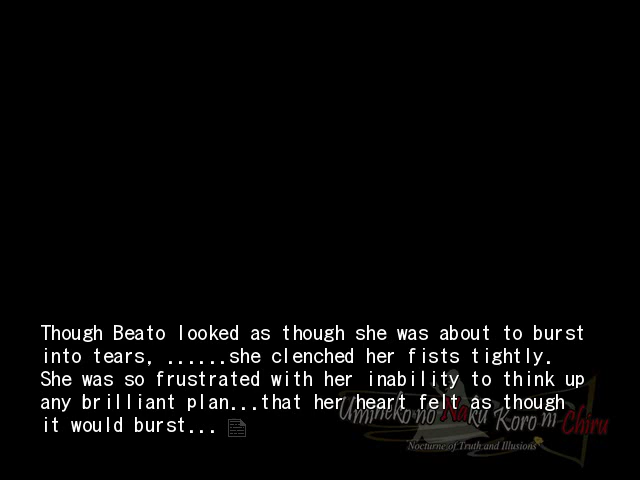 Though Beato looked as though she was about to burst
into tears, ......she clenched her fists tightly.
She was so frustrated with her inability to think up
any brilliant plan...that her heart felt as though
it would burst...
Umineko no Naku Koro ni Chiru
Nocturne of Truth and Illusions